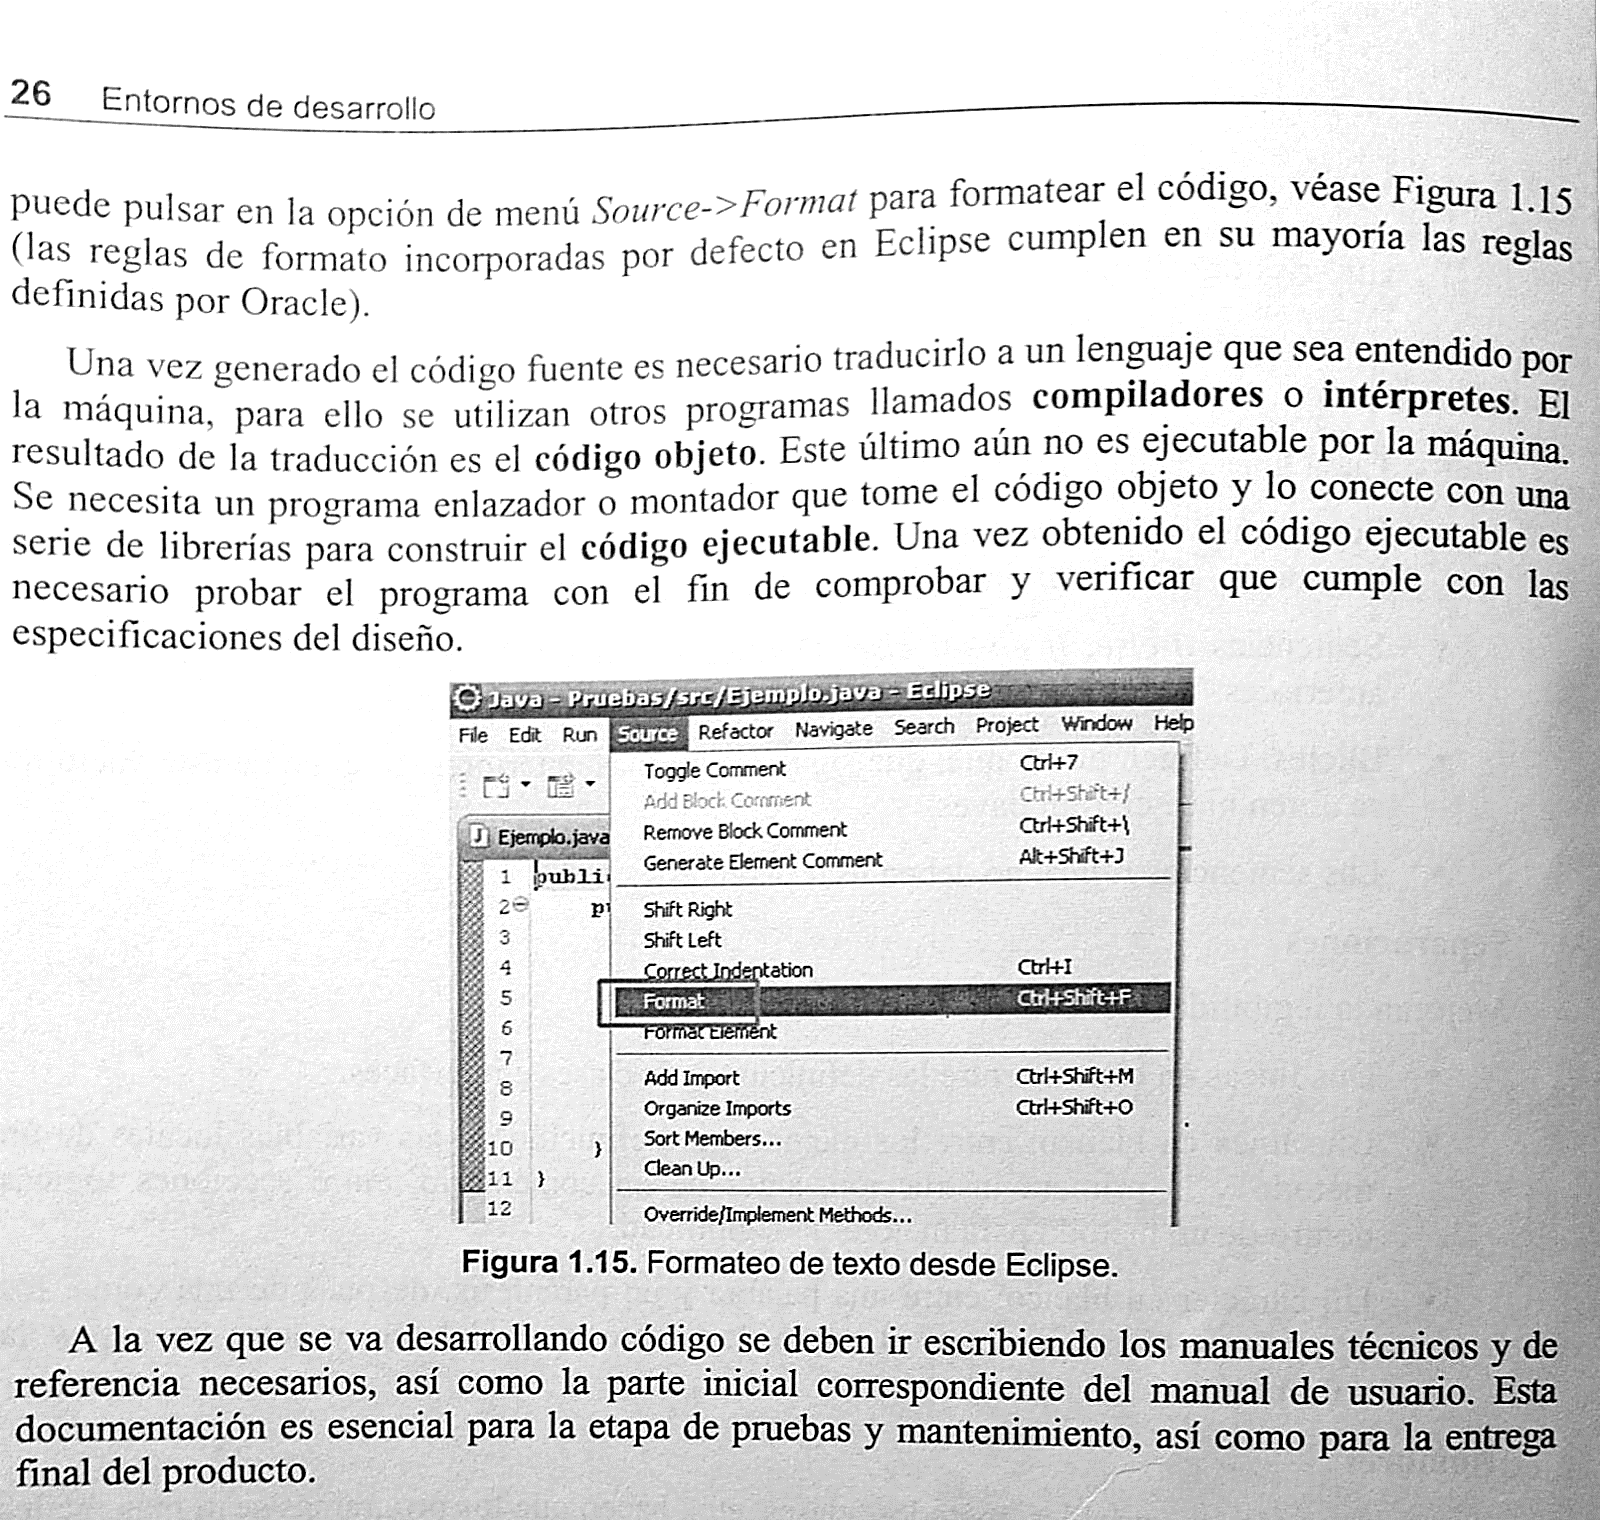 26 Entornos de desarrollo
puede pulsar en la opción de menú Source->Format para formatear el código, véase Figura 1.15
(las reglas de formato incorporadas por defecto en Eclipse cumplen en su mayoría las reglas
definidas por Oracle).
Una vez generado el código fuente es necesario traducirlo a un lenguaje que sea entendido por
la máquina, para ello se utilizan otros programas llamados compiladores o intérpretes. El
resultado de la traducción es el código objeto. Este último aún no es ejecutable por la máquina.
Se necesita un programa enlazador o montador que tome el código objeto y lo conecte con una
serie de librerías para construir el código ejecutable. Una vez obtenido el código ejecutable es
necesario probar el programa con el fin de comprobar y verificar que cumple con las
especificaciones del diseño.
Java - Pruebas/src/Ejemplo.java - Eclipse
File Edit Run Source Refactor Navigate Search Project Window Help
Toggle Comment Ctrl+7
Add Block Comment Ctrl+Shift+/
Remove Block Comment Ctrl+Shift+\
Generate Element Comment Alt+Shift+J
Shift Right
Shift Left
Correct Indentation Ctrl+I
Format Ctrl+Shift+F
Format Element
Add Import Ctrl+Shift+M
Organize Imports Ctrl+Shift+O
Sort Members...
Clean Up...
Override/Implement Methods...
Ejemplo.java
1 publi
2 p
3
4
5
6
7
8
9
10 }
11 }
12
Figura 1.15. Formateo de texto desde Eclipse.
A la vez que se va desarrollando código se deben ir escribiendo los manuales técnicos y de
referencia necesarios, así como la parte inicial correspondiente del manual de usuario. Esta
documentación es esencial para la etapa de pruebas y mantenimiento, así como para la entrega
final del producto.